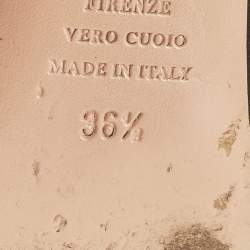 FIRENZE
VERO CUOIO
MADE IN ITALY
36½